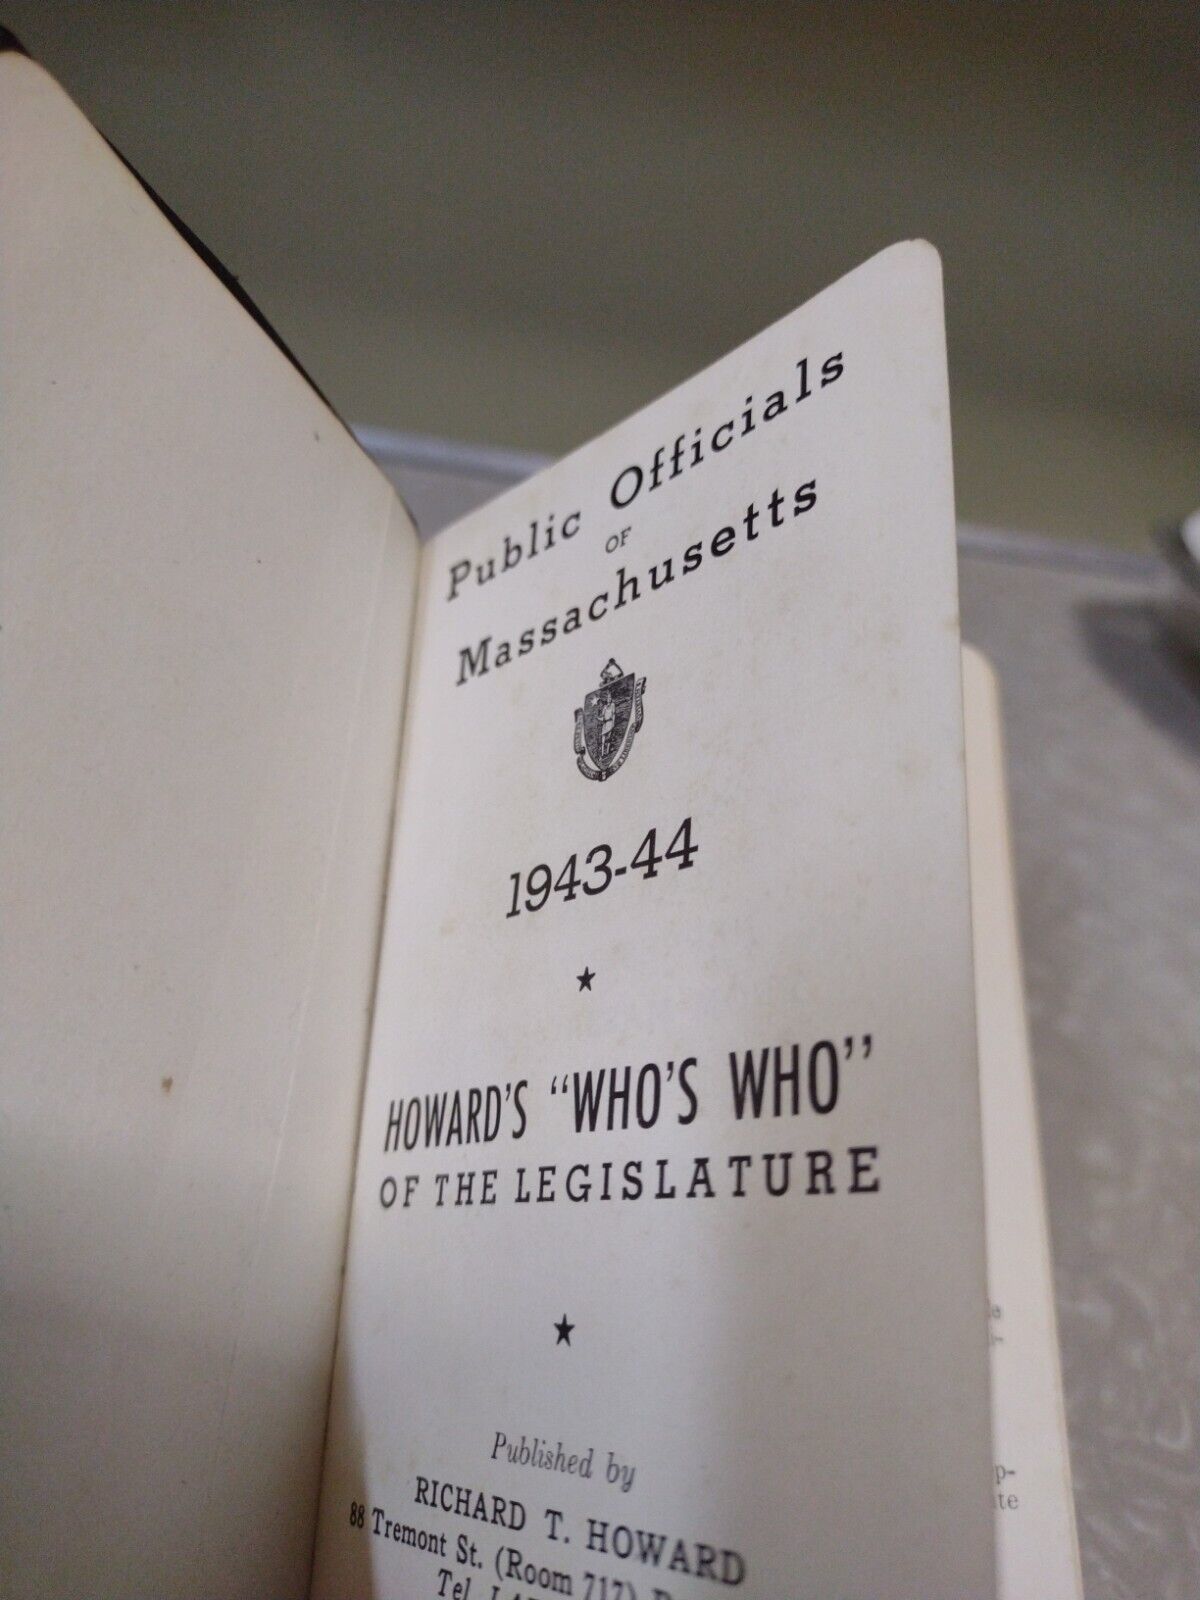 Public Officials
OF
Massachusetts
1943-44
★
HOWARD'S "WHO'S WHO"
OF THE LEGISLATURE
★
Published by
RICHARD T. HOWARD
88 Tremont St. (Room 717)
Tel.
p-
te